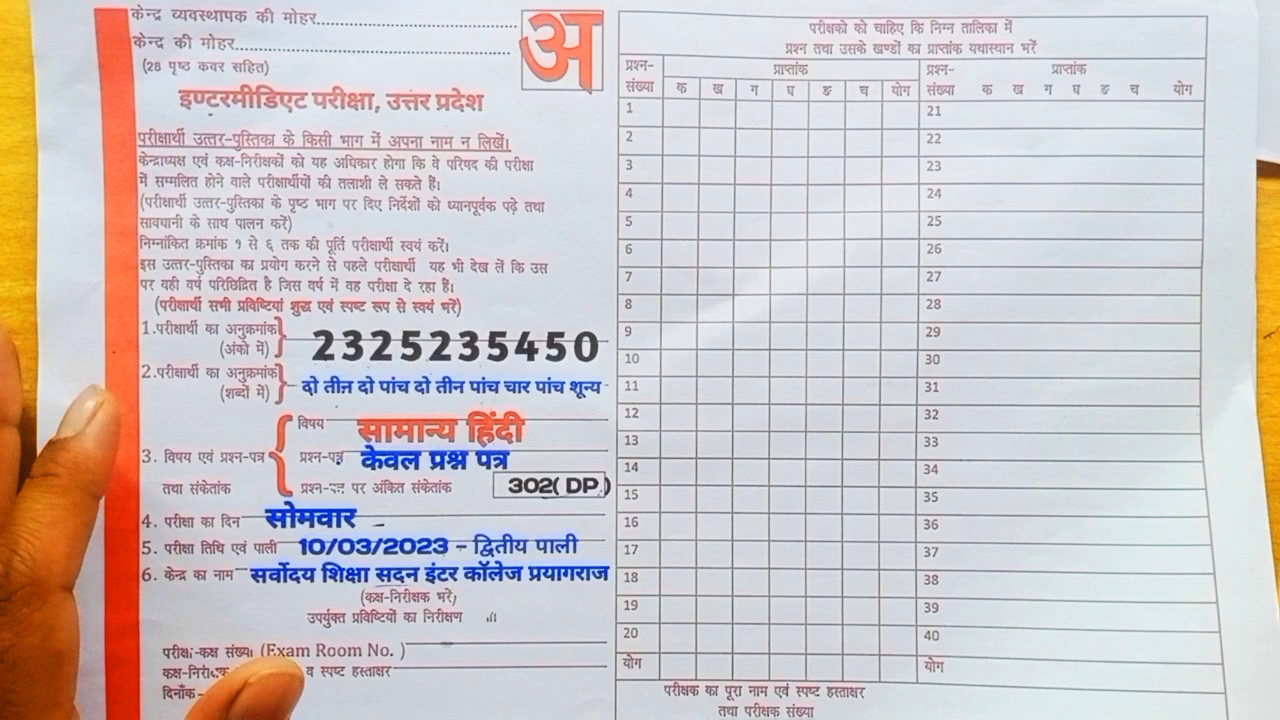 केन्द्र व्यवस्थापक की मोहर
केन्द्र की मोहर
(28 पृष्ठ कवर सहित)
अ
इण्टरमीडिएट परीक्षा, उत्तर प्रदेश
परीक्षार्थी उत्तर-पुस्तिका के किसी भाग में अपना नाम न लिखें।
केन्द्राध्यक्ष एवं कक्ष-निरीक्षकों को यह अधिकार होगा कि वे परिषद की परीक्षा
में सम्मलित होने वाले परीक्षार्थीयों की तलाशी ले सकते हैं।
(परीक्षार्थी उत्तर-पुस्तिका के पृष्ठ भाग पर दिए निर्देशों को ध्यानपूर्वक पढ़े तथा
सावधानी के साथ पालन करें)
निम्नांकित क्रमांक १ से ६ तक की पूर्ति परीक्षार्थी स्वयं करें।
इस उत्तर-पुस्तिका का प्रयोग करने से पहले परीक्षार्थी यह भी देख लें कि उस
पर वही वर्ष परिछिद्रित है जिस वर्ष में वह परीक्षा दे रहा हैं।
(परीक्षार्थी सभी प्रविष्टियां शुद्ध एवं स्पष्ट रूप से स्वयं भरें)
1.परीक्षार्थी का अनुक्रमांक
(अंको में) 2325235450
2.परीक्षार्थी का अनुक्रमांक
(शब्दों में) दो तीन दो पांच दो तीन पांच चार पांच शून्य
विषय सामान्य हिंदी
3. विषय एवं प्रश्न-पत्र प्रश्न-पत्र केवल प्रश्न पत्र
तथा संकेतांक प्रश्न-पत्र पर अंकित संकेतांक 302( DP )
4. परीक्षा का दिन सोमवार
5. परीक्षा तिथि एवं पाली 10/03/2023 - द्वितीय पाली
6. केन्द्र का नाम सर्वोदय शिक्षा सदन इंटर कॉलेज प्रयागराज
(कक्ष-निरीक्षक भरें)
उपर्युक्त प्रविष्टियों का निरीक्षण
परीक्षा-कक्ष संख्या (Exam Room No. )
व स्पष्ट हस्ताक्षर
दिनाँक-
परीक्षको को चाहिए कि निम्न तालिका में
प्रश्न तथा उसके खण्डों का प्राप्तांक यथास्थान भरें
प्रश्न- प्राप्तांक प्रश्न- प्राप्तांक
संख्या क ख ग घ ङ च योग संख्या क ख ग घ ङ च योग
1 21
2 22
3 23
4 24
5 25
6 26
7 27
8 28
9 29
10 30
11 31
12 32
13 33
14 34
15 35
16 36
17 37
18 38
19 39
20 40
योग योग
परीक्षक का पूरा नाम एवं स्पष्ट हस्ताक्षर
तथा परीक्षक संख्या